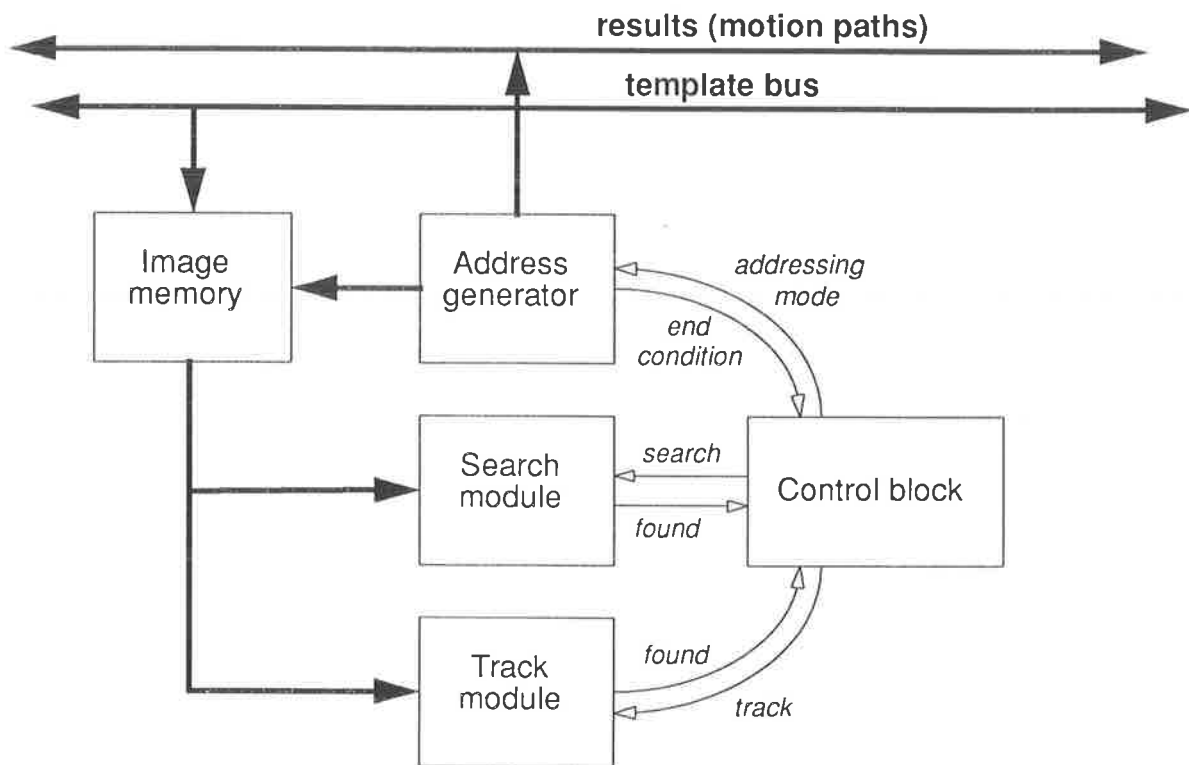 results (motion paths)
template bus
Image
memory
Address
generator
addressing
mode
end
condition
Search
module
search
found
Control block
Track
module
found
track